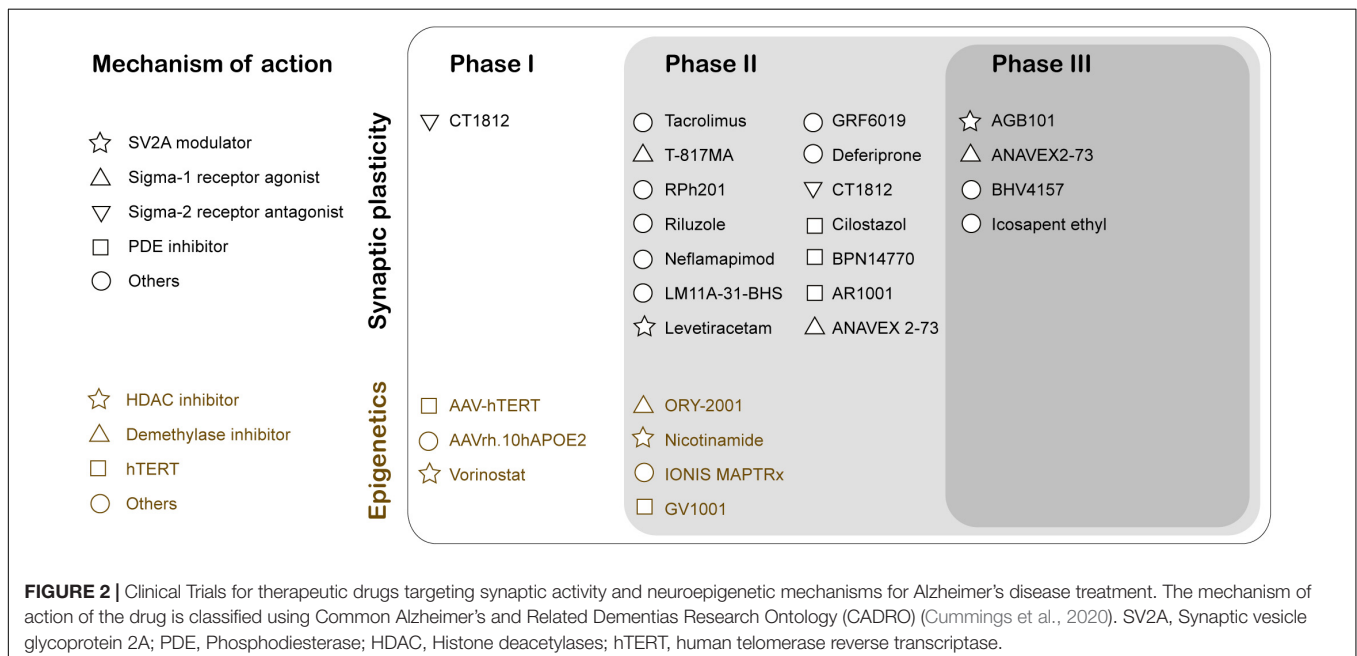 Mechanism of action
SV2A modulator
Sigma-1 receptor agonist
Sigma-2 receptor antagonist
PDE inhibitor
Others
HDAC inhibitor
Demethylase inhibitor
hTERT
Others
Synaptic plasticity
Epigenetics
Phase I
CT1812
AAV-hTERT
AAVrh.10hAPOE2
Vorinostat
Phase II
Tacrolimus
T-817MA
RPh201
Riluzole
Neflamapimod
LM11A-31-BHS
Levetiracetam
GRF6019
Deferiprone
CT1812
Cilostazol
BPN14770
AR1001
ANAVEX 2-73
ORY-2001
Nicotinamide
IONIS MAPTRx
GV1001
Phase III
AGB101
ANAVEX2-73
BHV4157
Icosapent ethyl
FIGURE 2 | Clinical Trials for therapeutic drugs targeting synaptic activity and neuroepigenetic mechanisms for Alzheimer's disease treatment. The mechanism of
action of the drug is classified using Common Alzheimer's and Related Dementias Research Ontology (CADRO) (Cummings et al., 2020). SV2A, Synaptic vesicle
glycoprotein 2A; PDE, Phosphodiesterase; HDAC, Histone deacetylases; hTERT, human telomerase reverse transcriptase.